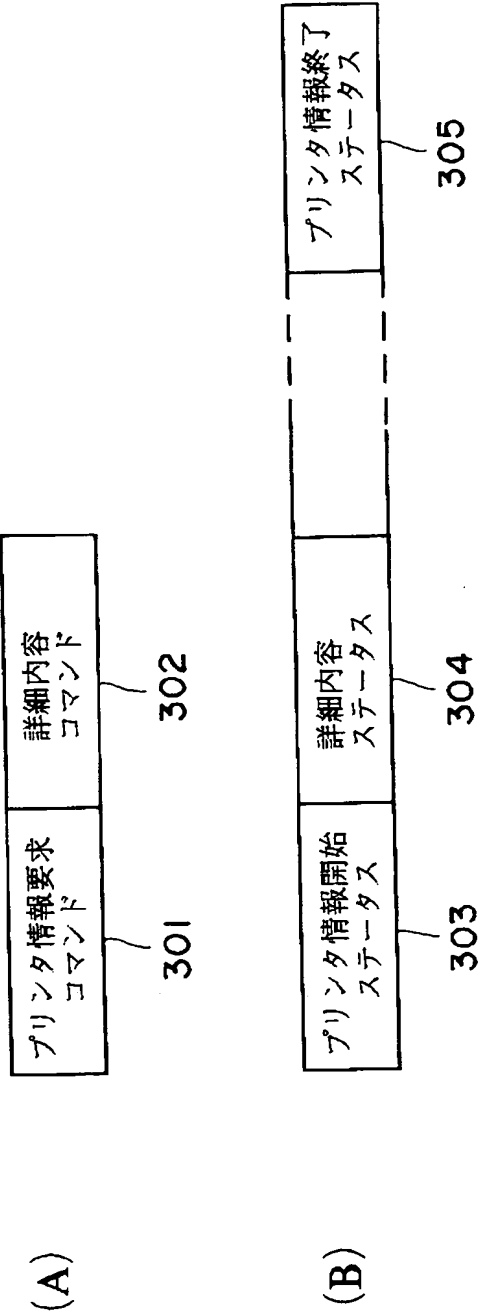 (A)
プリンタ情報要求
コマンド
301
詳細内容
コマンド
302
(B)
プリンタ情報開始
ステータス
303
詳細内容
ステータス
304
プリンタ情報終了
ステータス
305